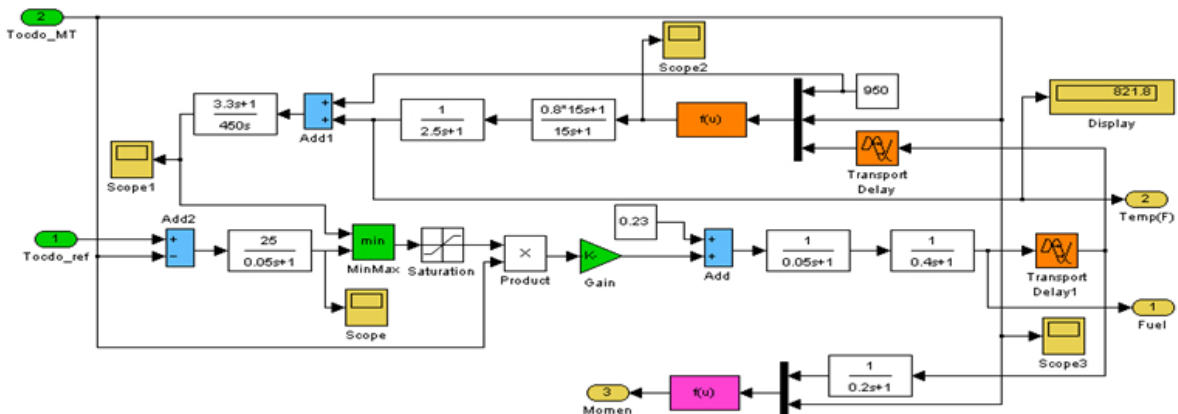 2
Tocdo_MT
Scope2
3.3s+1
450s
+
+
Add1
1
2.5s+1
0.8*15s+1
15s+1
f(u)
950
821.8
Display
Scope1
Transport
Delay
2
Temp(F)
1
Tocdo_ref
Add2
+
−
25
0.05s+1
min
MinMax
Saturation
×
Product
-K-
Gain
0.23
+
+
Add
1
0.05s+1
1
0.4s+1
Transport
Delay1
1
Fuel
Scope
Scope3
3
Momen
f(u)
1
0.2s+1